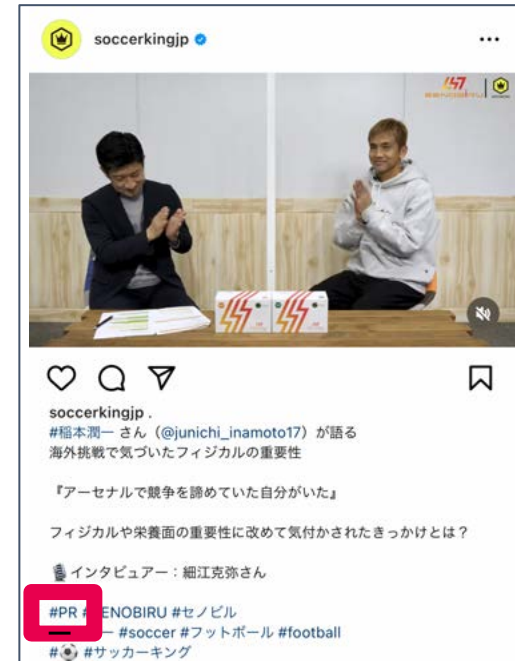 soccerkingjp
SENOBIRU
soccerkingjp .
#稲本潤一 さん（@junichi_inamoto17）が語る
海外挑戦で気づいたフィジカルの重要性
『アーセナルで競争を諦めていた自分がいた』
フィジカルや栄養面の重要性に改めて気付かされたきっかけとは？
インタビュアー：細江克弥さん
#PR #ENOBIRU #セノビル
ー #soccer #フットボール #football
#⚽ #サッカーキング